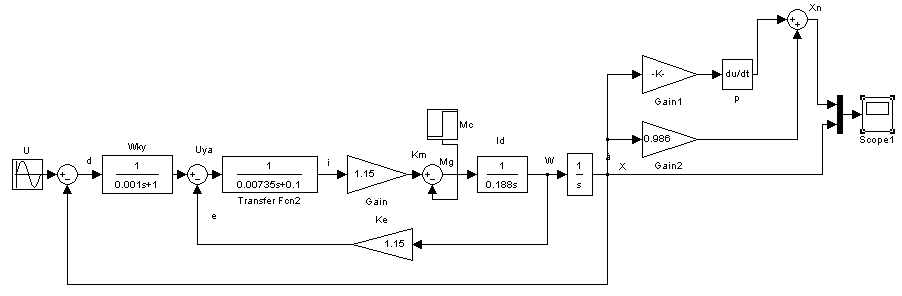 Xn
-K-
du/dt
Gain1
p
Mc
0.986
Scope1
U
d
Wky
Uya
i
Km
Mg
Id
W
a
X
Gain2
1
0.001s+1
1
0.00735s+0.1
1.15
1
0.188s
1
s
Transfer Fcn2
Gain
e
Ke
1.15